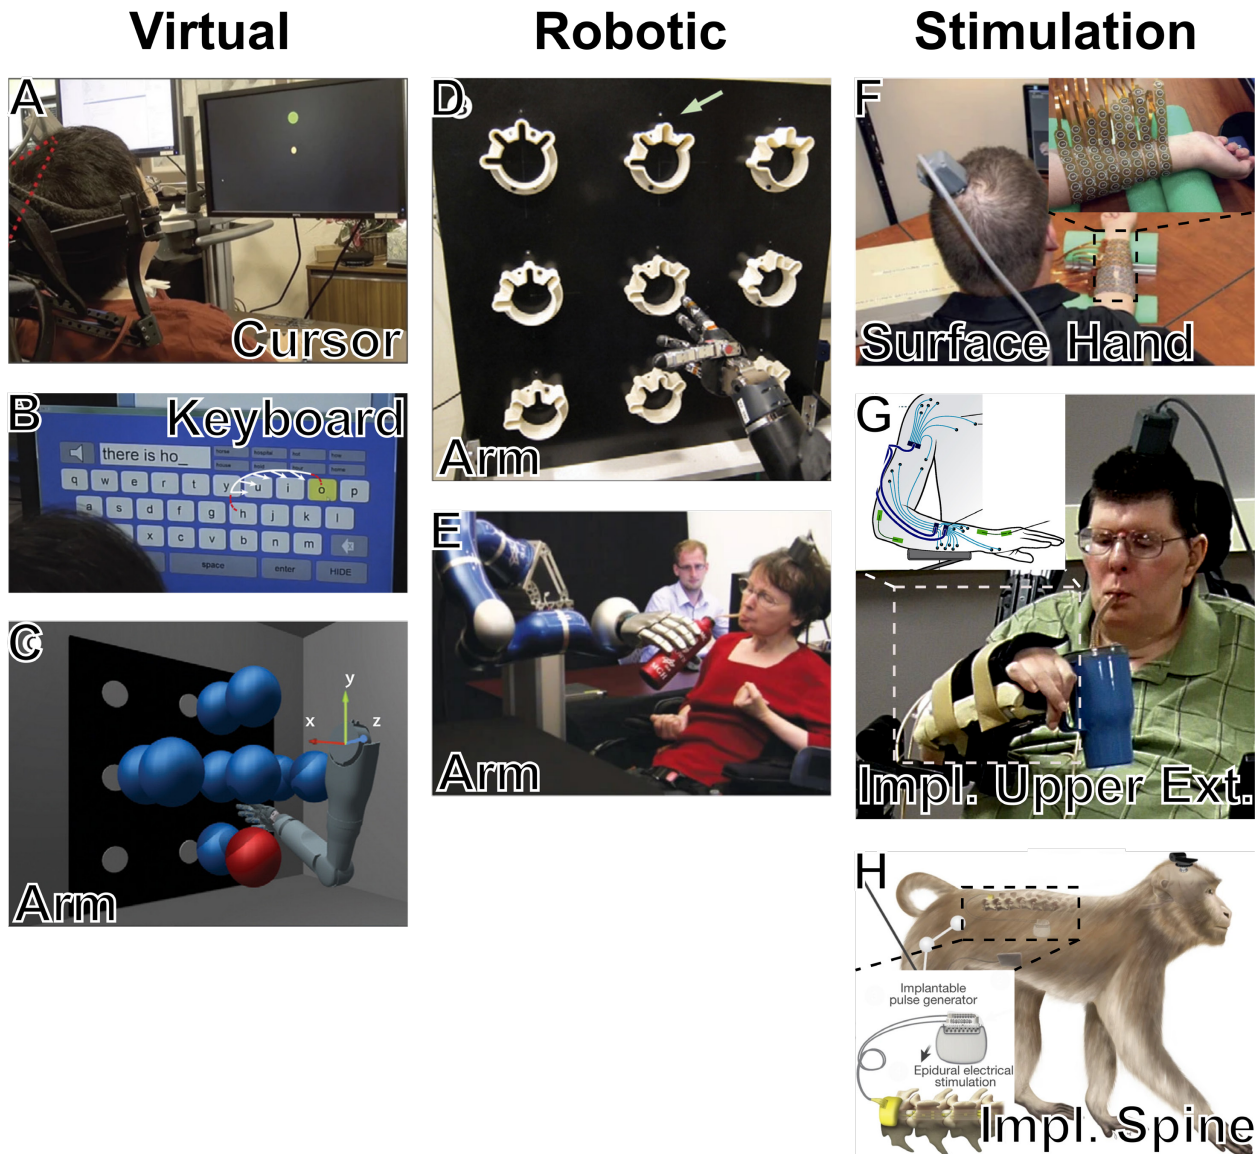 Virtual
Robotic
Stimulation
A
Cursor
B
Keyboard
there is ho_
q w e r t y u i o p
a s d f g h j k l
x c v b n m
space enter HIDE
C
y
x
z
Arm
D
Arm
E
Arm
F
Surface Hand
G
Impl. Upper Ext.
H
Implantable
pulse generator
Epidural electrical
stimulation
Impl. Spine